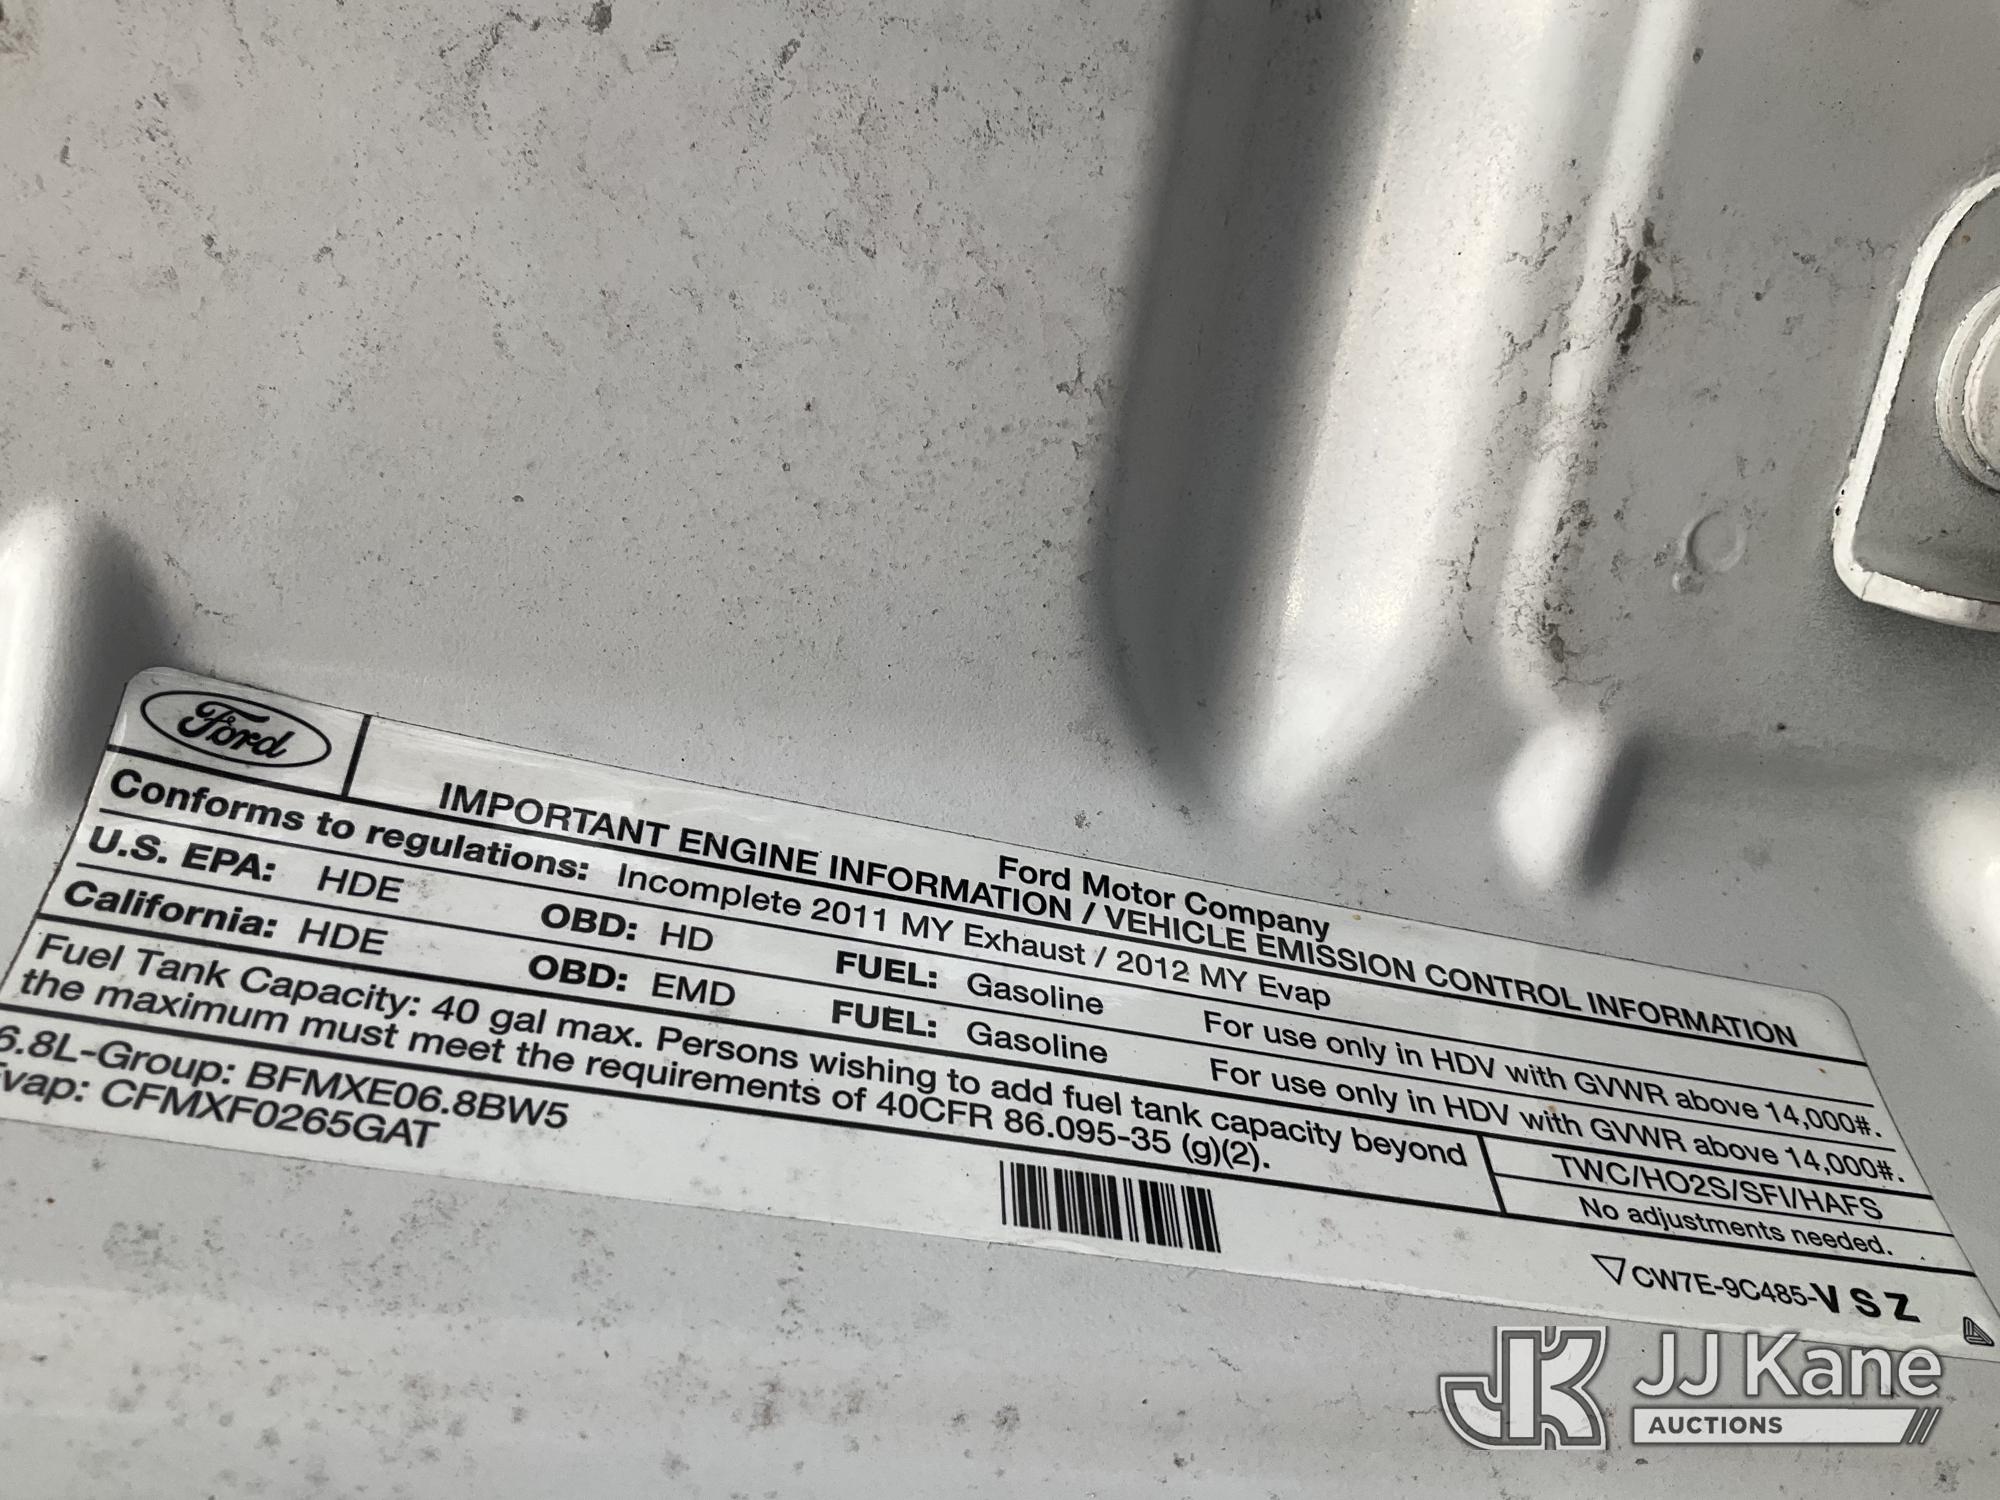 Ford
Ford Motor Company
IMPORTANT ENGINE INFORMATION / VEHICLE EMISSION CONTROL INFORMATION
Conforms to regulations: Incomplete 2011 MY Exhaust / 2012 MY Evap
U.S. EPA: HDE OBD: HD FUEL: Gasoline For use only in HDV with GVWR above 14,000#.
California: HDE OBD: EMD FUEL: Gasoline For use only in HDV with GVWR above 14,000#.
Fuel Tank Capacity: 40 gal max. Persons wishing to add fuel tank capacity beyond
the maximum must meet the requirements of 40CFR 86.095-35 (g)(2).
TWC/HO2S/SFI/HAFS
No adjustments needed.
6.8L-Group: BFMXE06.8BW5
Evap: CFMXF0265GAT
CW7E-9C485-VSZ
JK JJ Kane
AUCTIONS